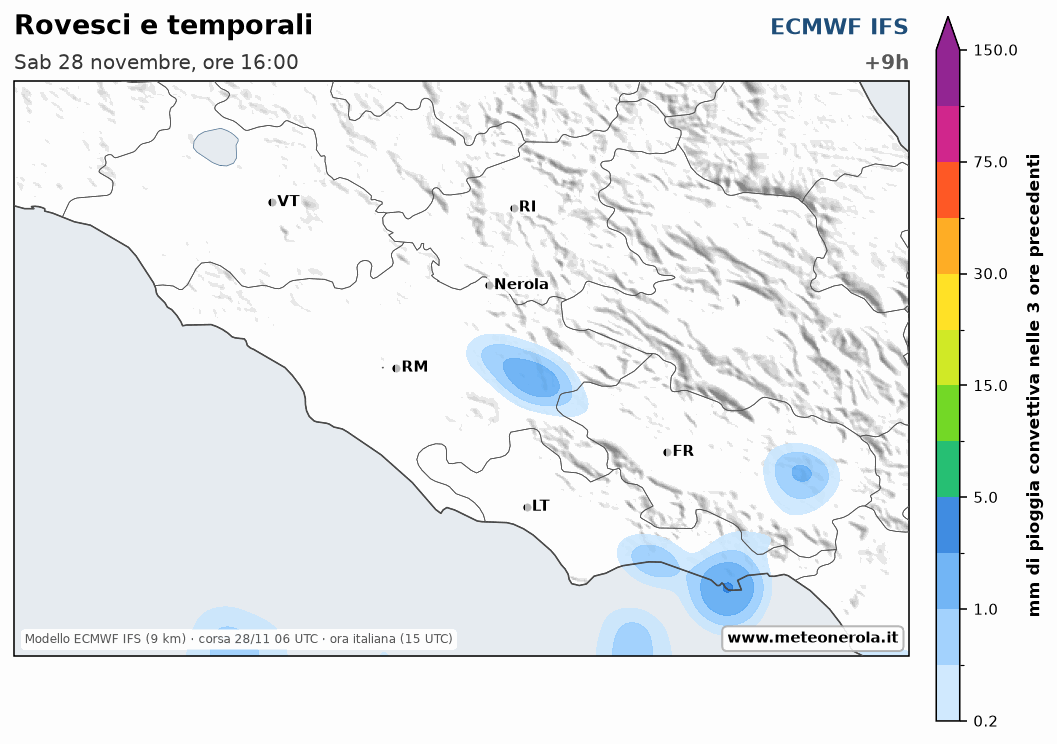 Rovesci e temporali
ECMWF IFS
Sab 28 novembre, ore 16:00
+9h
VT
RI
Nerola
RM
FR
LT
Modello ECMWF IFS (9 km) · corsa 28/11 06 UTC · ora italiana (15 UTC)
www.meteonerola.it
150.0
75.0
30.0
15.0
5.0
1.0
0.2
mm di pioggia convettiva nelle 3 ore precedenti